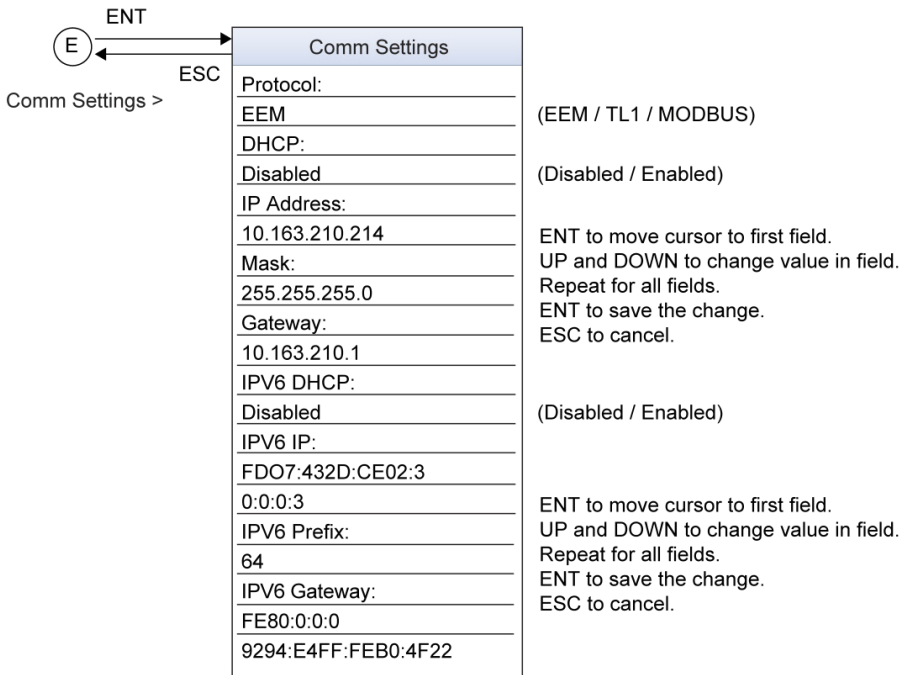 ENT
E
ESC
Comm Settings >
Comm Settings
Protocol:
EEM (EEM / TL1 / MODBUS)
DHCP:
Disabled (Disabled / Enabled)
IP Address:
10.163.210.214
Mask:
255.255.255.0
Gateway:
10.163.210.1
ENT to move cursor to first field.
UP and DOWN to change value in field.
Repeat for all fields.
ENT to save the change.
ESC to cancel.
IPV6 DHCP:
Disabled (Disabled / Enabled)
IPV6 IP:
FDO7:432D:CE02:3
0:0:0:3
IPV6 Prefix:
64
IPV6 Gateway:
FE80:0:0:0
9294:E4FF:FEB0:4F22
ENT to move cursor to first field.
UP and DOWN to change value in field.
Repeat for all fields.
ENT to save the change.
ESC to cancel.